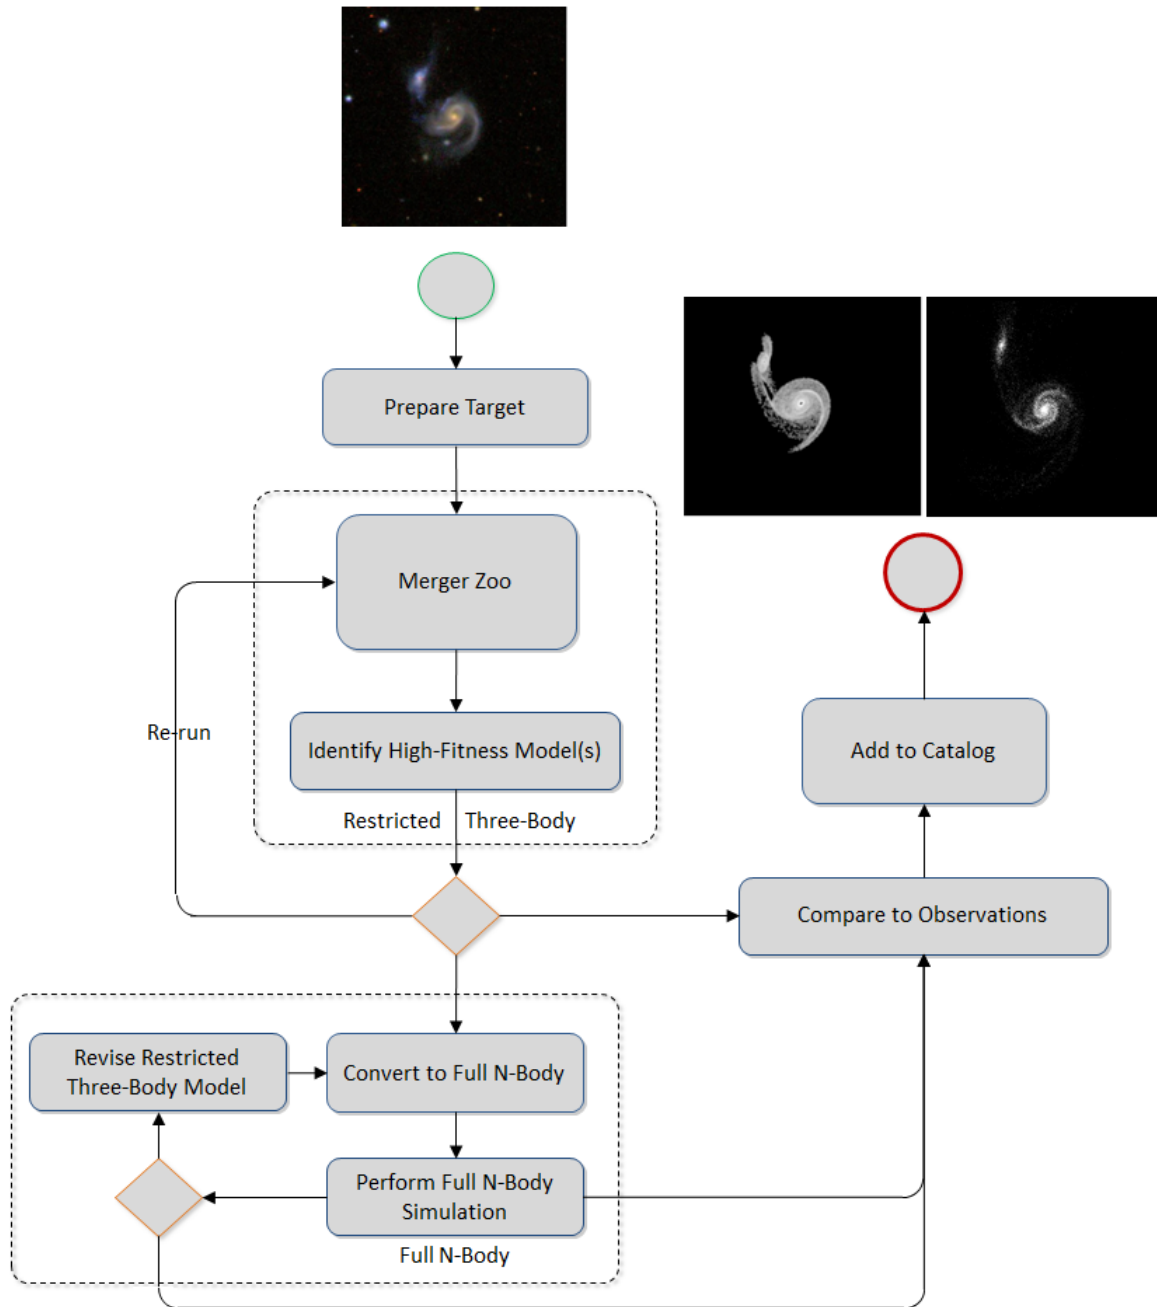 Prepare Target
Merger Zoo
Re-run
Identify High-Fitness Model(s)
Restricted Three-Body
Add to Catalog
Compare to Observations
Revise Restricted
Three-Body Model
Convert to Full N-Body
Perform Full N-Body
Simulation
Full N-Body